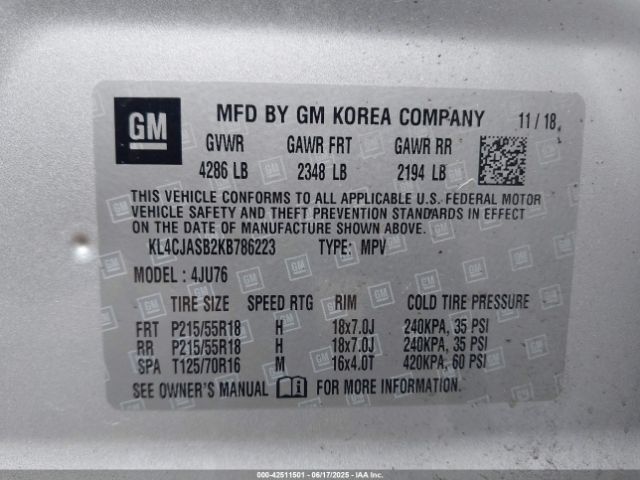 GM
MFD BY GM KOREA COMPANY 11/18
GVWR GAWR FRT GAWR RR
4286 LB 2348 LB 2194 LB
THIS VEHICLE CONFORMS TO ALL APPLICABLE U.S. FEDERAL MOTOR
VEHICLE SAFETY AND THEFT PREVENTION STANDARDS IN EFFECT
ON THE DATE OF MANUFACTURE SHOWN ABOVE.
KL4CJASB2KB786223 TYPE: MPV
MODEL : 4JU76
TIRE SIZE SPEED RTG RIM COLD TIRE PRESSURE
FRT P215/55R18 H 18x7.0J 240KPA, 35 PSI
RR P215/55R18 H 18x7.0J 240KPA, 35 PSI
SPA T125/70R16 M 16x4.0T 420KPA, 60 PSI
SEE OWNER'S MANUAL FOR MORE INFORMATION
000-42511501 - 06/17/2025 - IAAI.com